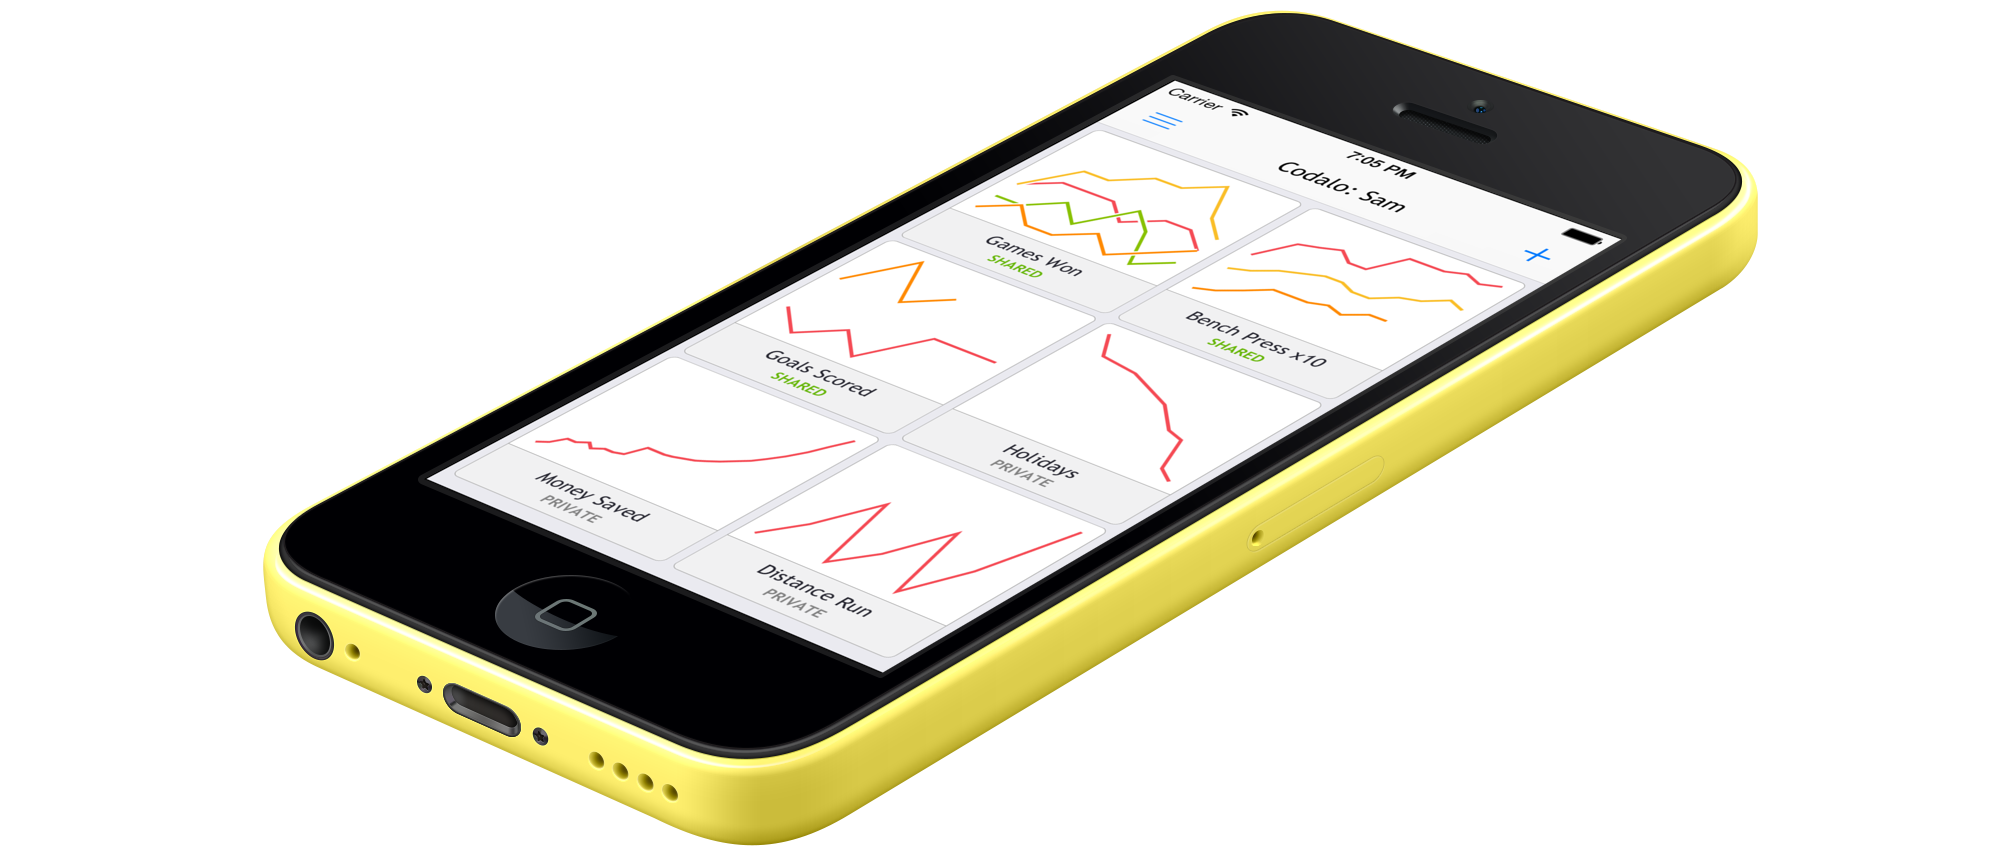 Carrier
7:05 PM
Codalo: Sam
Games Won
SHARED
Bench Press x10
SHARED
Goals Scored
SHARED
Holidays
PRIVATE
Money Saved
PRIVATE
Distance Run
PRIVATE